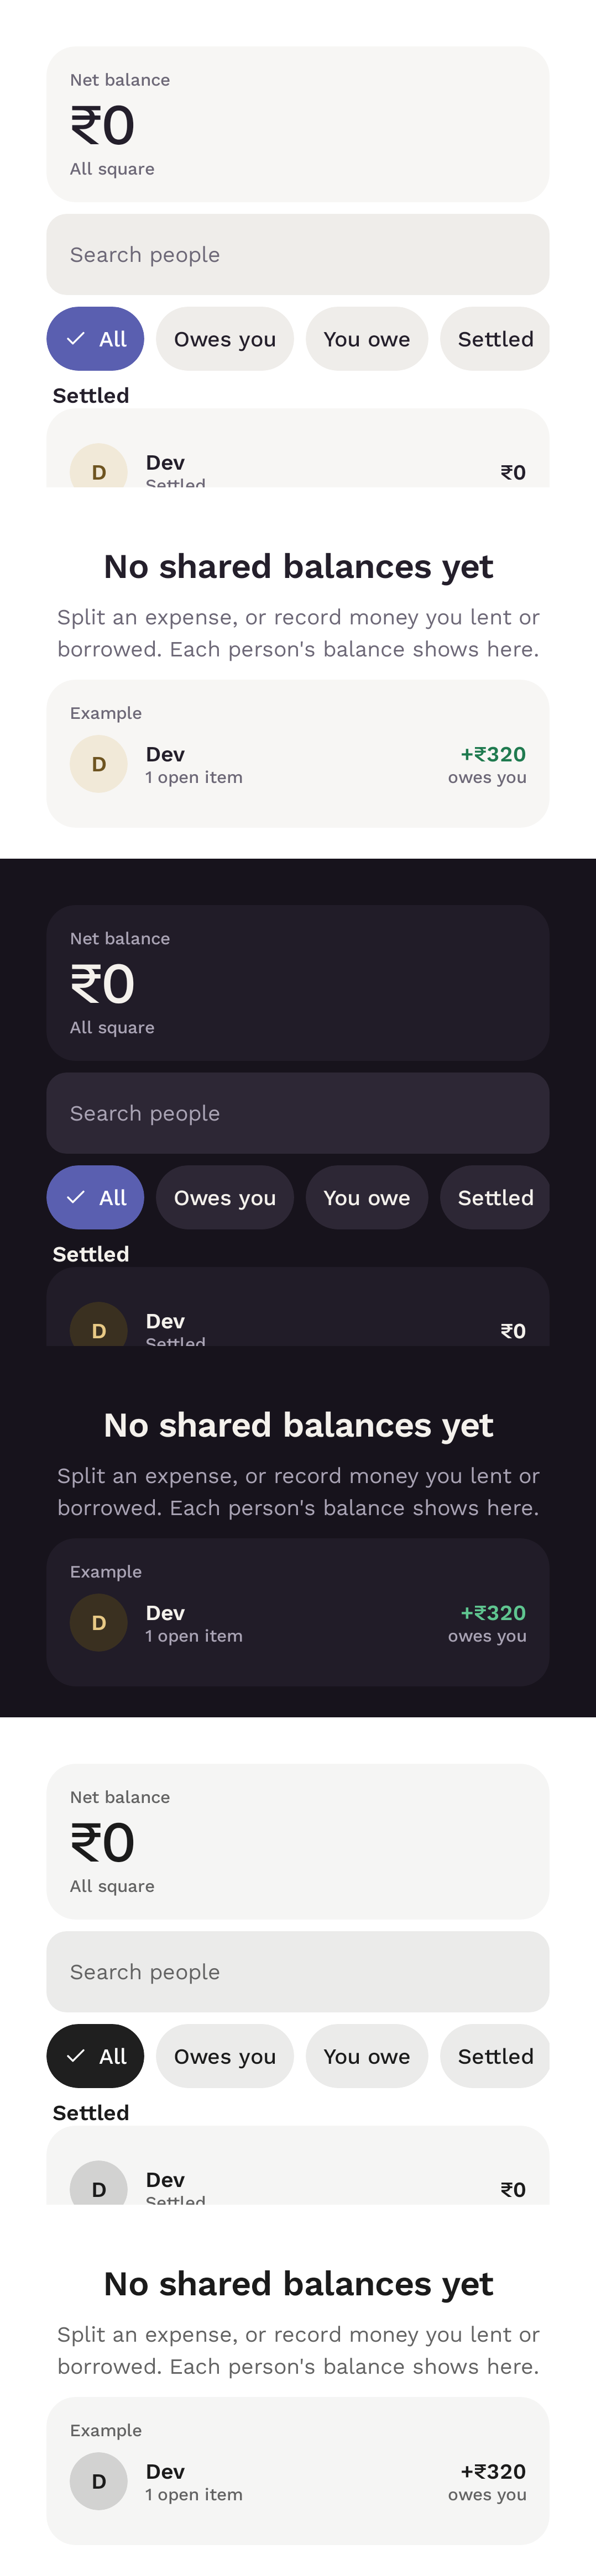 Net balance
₹0
All square
Search people
All Owes you You owe Settled
Settled
D Dev ₹0
Settled
No shared balances yet
Split an expense, or record money you lent or
borrowed. Each person's balance shows here.
Example
D Dev +₹320
1 open item owes you
Net balance
₹0
All square
Search people
All Owes you You owe Settled
Settled
D Dev ₹0
Settled
No shared balances yet
Split an expense, or record money you lent or
borrowed. Each person's balance shows here.
Example
D Dev +₹320
1 open item owes you
Net balance
₹0
All square
Search people
All Owes you You owe Settled
Settled
D Dev ₹0
Settled
No shared balances yet
Split an expense, or record money you lent or
borrowed. Each person's balance shows here.
Example
D Dev +₹320
1 open item owes you